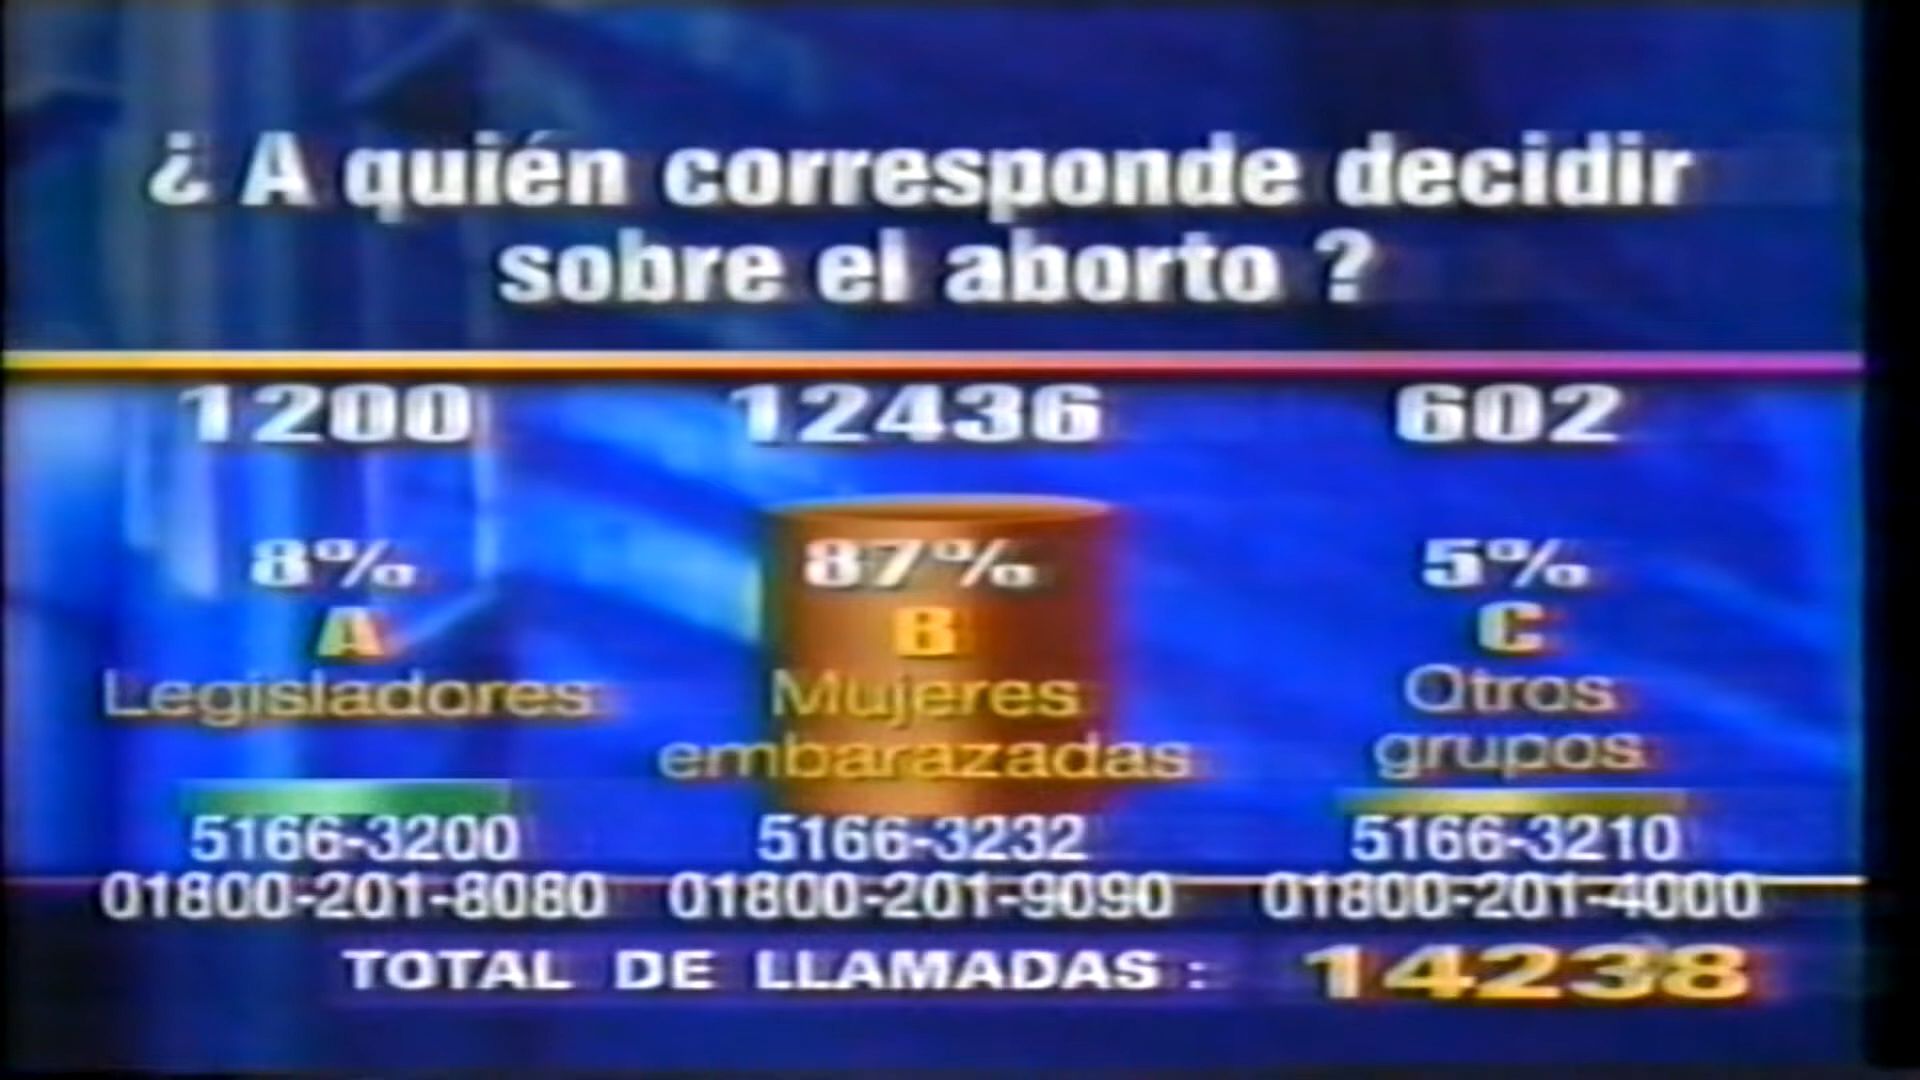 ¿ A quién corresponde decidir
sobre el aborto ?
1200 12436 602
8% 87% 5%
A B C
Legisladores Mujeres Otros
embarazadas grupos
5166-3200 5166-3232 5166-3210
01800-201-8080 01800-201-9090 01800-201-4000
TOTAL DE LLAMADAS : 14238